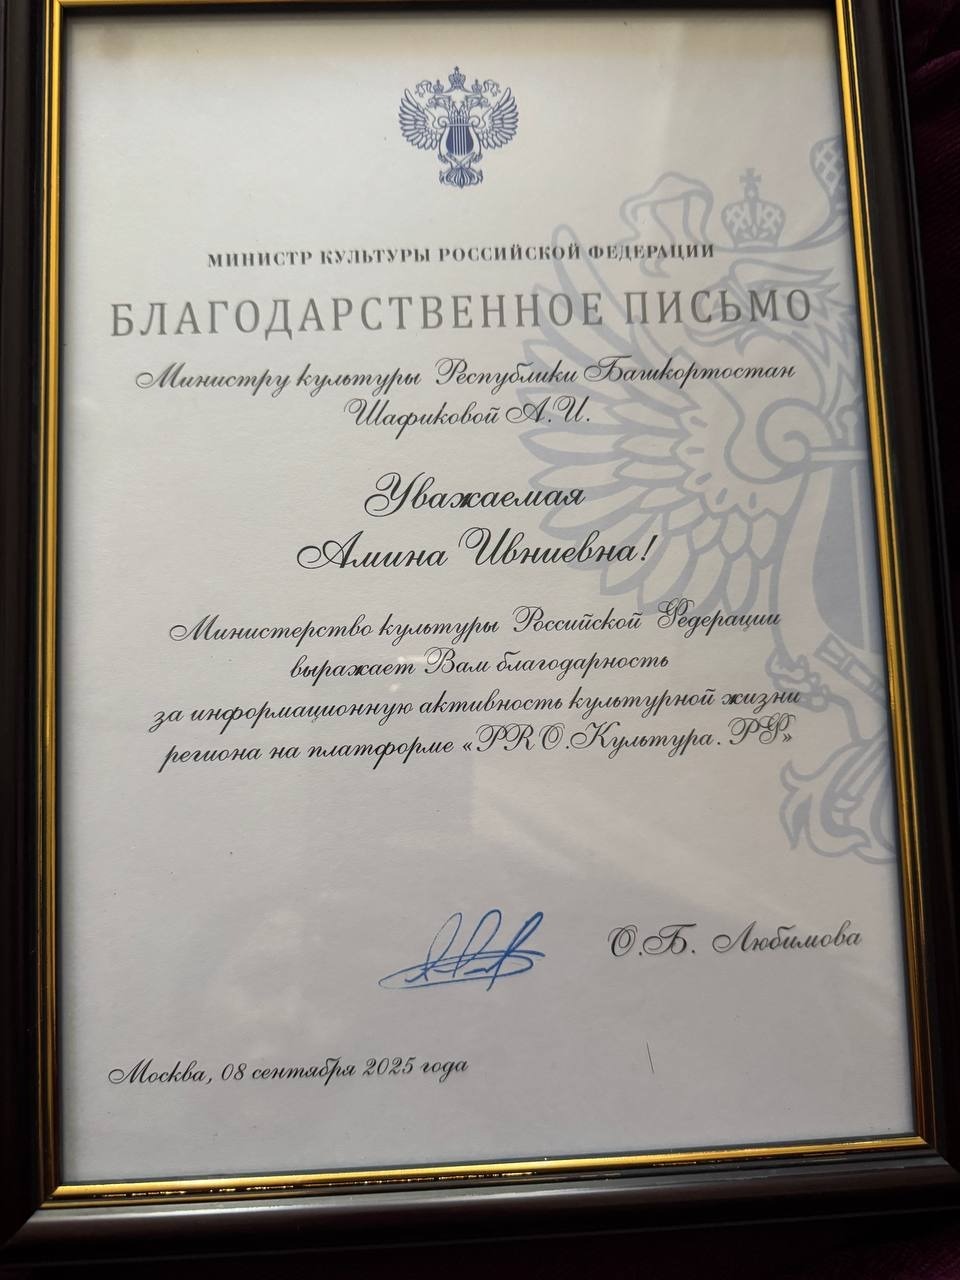 МИНИСТР КУЛЬТУРЫ РОССИЙСКОЙ ФЕДЕРАЦИИ
БЛАГОДАРСТВЕННОЕ ПИСЬМО
Министру культуры Республики Башкортостан
Шафиковой А.И.
Уважаемая
Амина Ивниевна!
Министерство культуры Российской Федерации
выражает Вам благодарность
за информационную активность культурной жизни
региона на платформе «PRO.Культура.РФ»
О.Б. Любимова
Москва, 08 сентября 2025 года